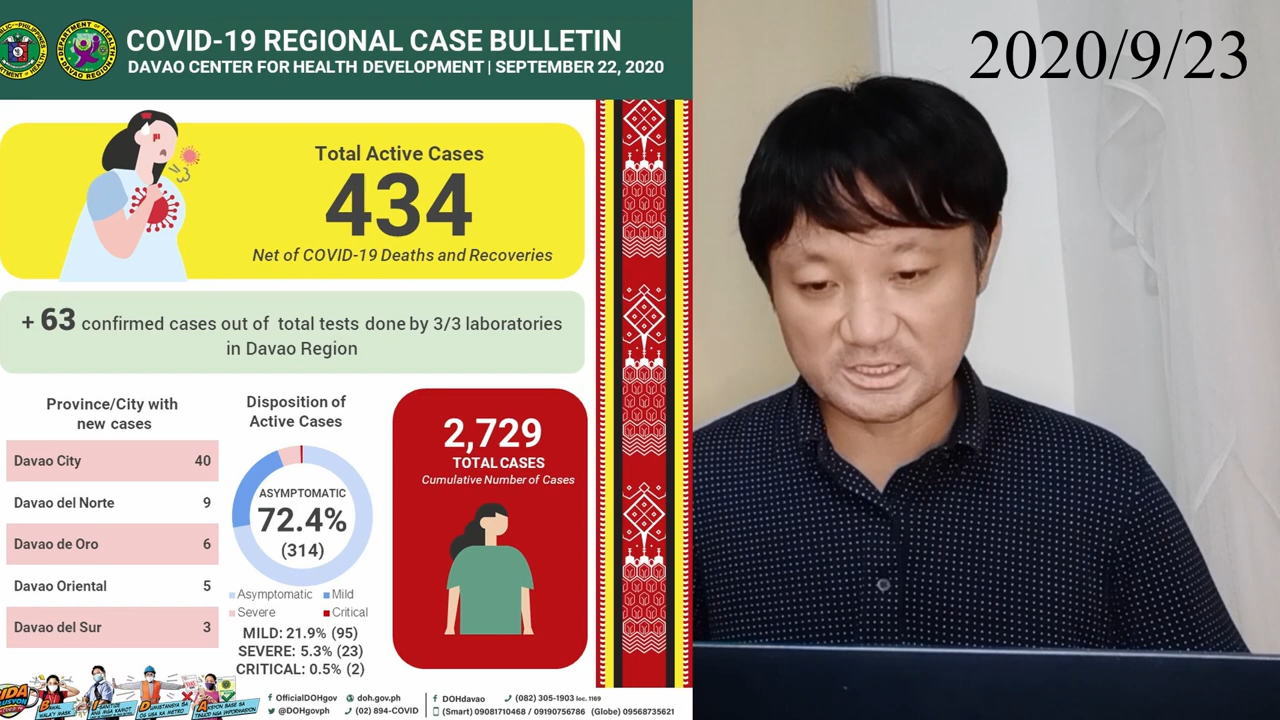 COVID-19 REGIONAL CASE BULLETIN
DAVAO CENTER FOR HEALTH DEVELOPMENT | SEPTEMBER 22, 2020
2020/9/23
Total Active Cases
434
Net of COVID-19 Deaths and Recoveries
+ 63 confirmed cases out of total tests done by 3/3 laboratories
in Davao Region
Province/City with
new cases
Davao City 40
Davao del Norte 9
Davao de Oro 6
Davao Oriental 5
Davao del Sur 3
Disposition of
Active Cases
ASYMPTOMATIC
72.4%
(314)
Asymptomatic Mild
Severe Critical
MILD: 21.9% (95)
SEVERE: 5.3% (23)
CRITICAL: 0.5% (2)
2,729
TOTAL CASES
Cumulative Number of Cases
OfficialDOHgov doh.gov.ph
@DOHgovph (02) 894-COVID
DOHdavao (082) 305-1903 loc. 1169
(Smart) 09081710468 / 09190756786 (Globe) 09568735621